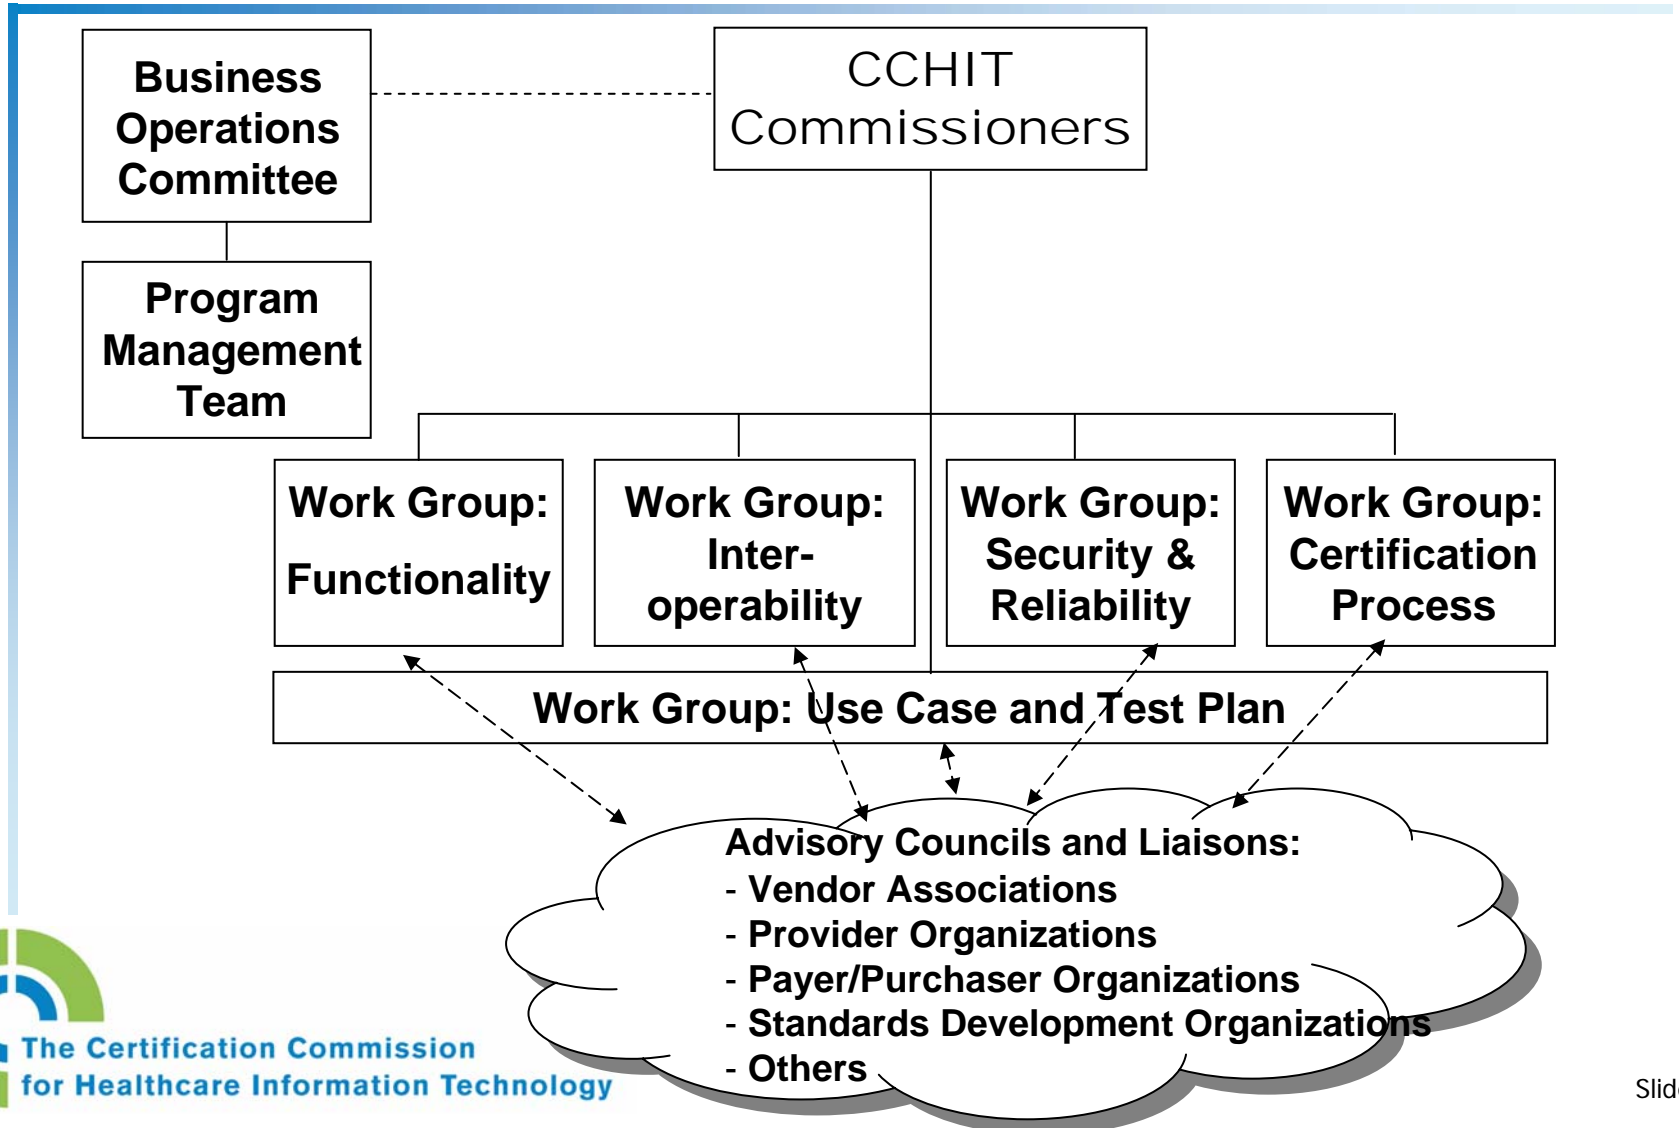 Business
Operations
Committee
CCHIT
Commissioners
Program
Management
Team
Work Group:
Functionality
Work Group:
Inter-
operability
Work Group:
Security &
Reliability
Work Group:
Certification
Process
Work Group: Use Case and Test Plan
Advisory Councils and Liaisons:
- Vendor Associations
- Provider Organizations
- Payer/Purchaser Organizations
- Standards Development Organizations
- Others
The Certification Commission
for Healthcare Information Technology